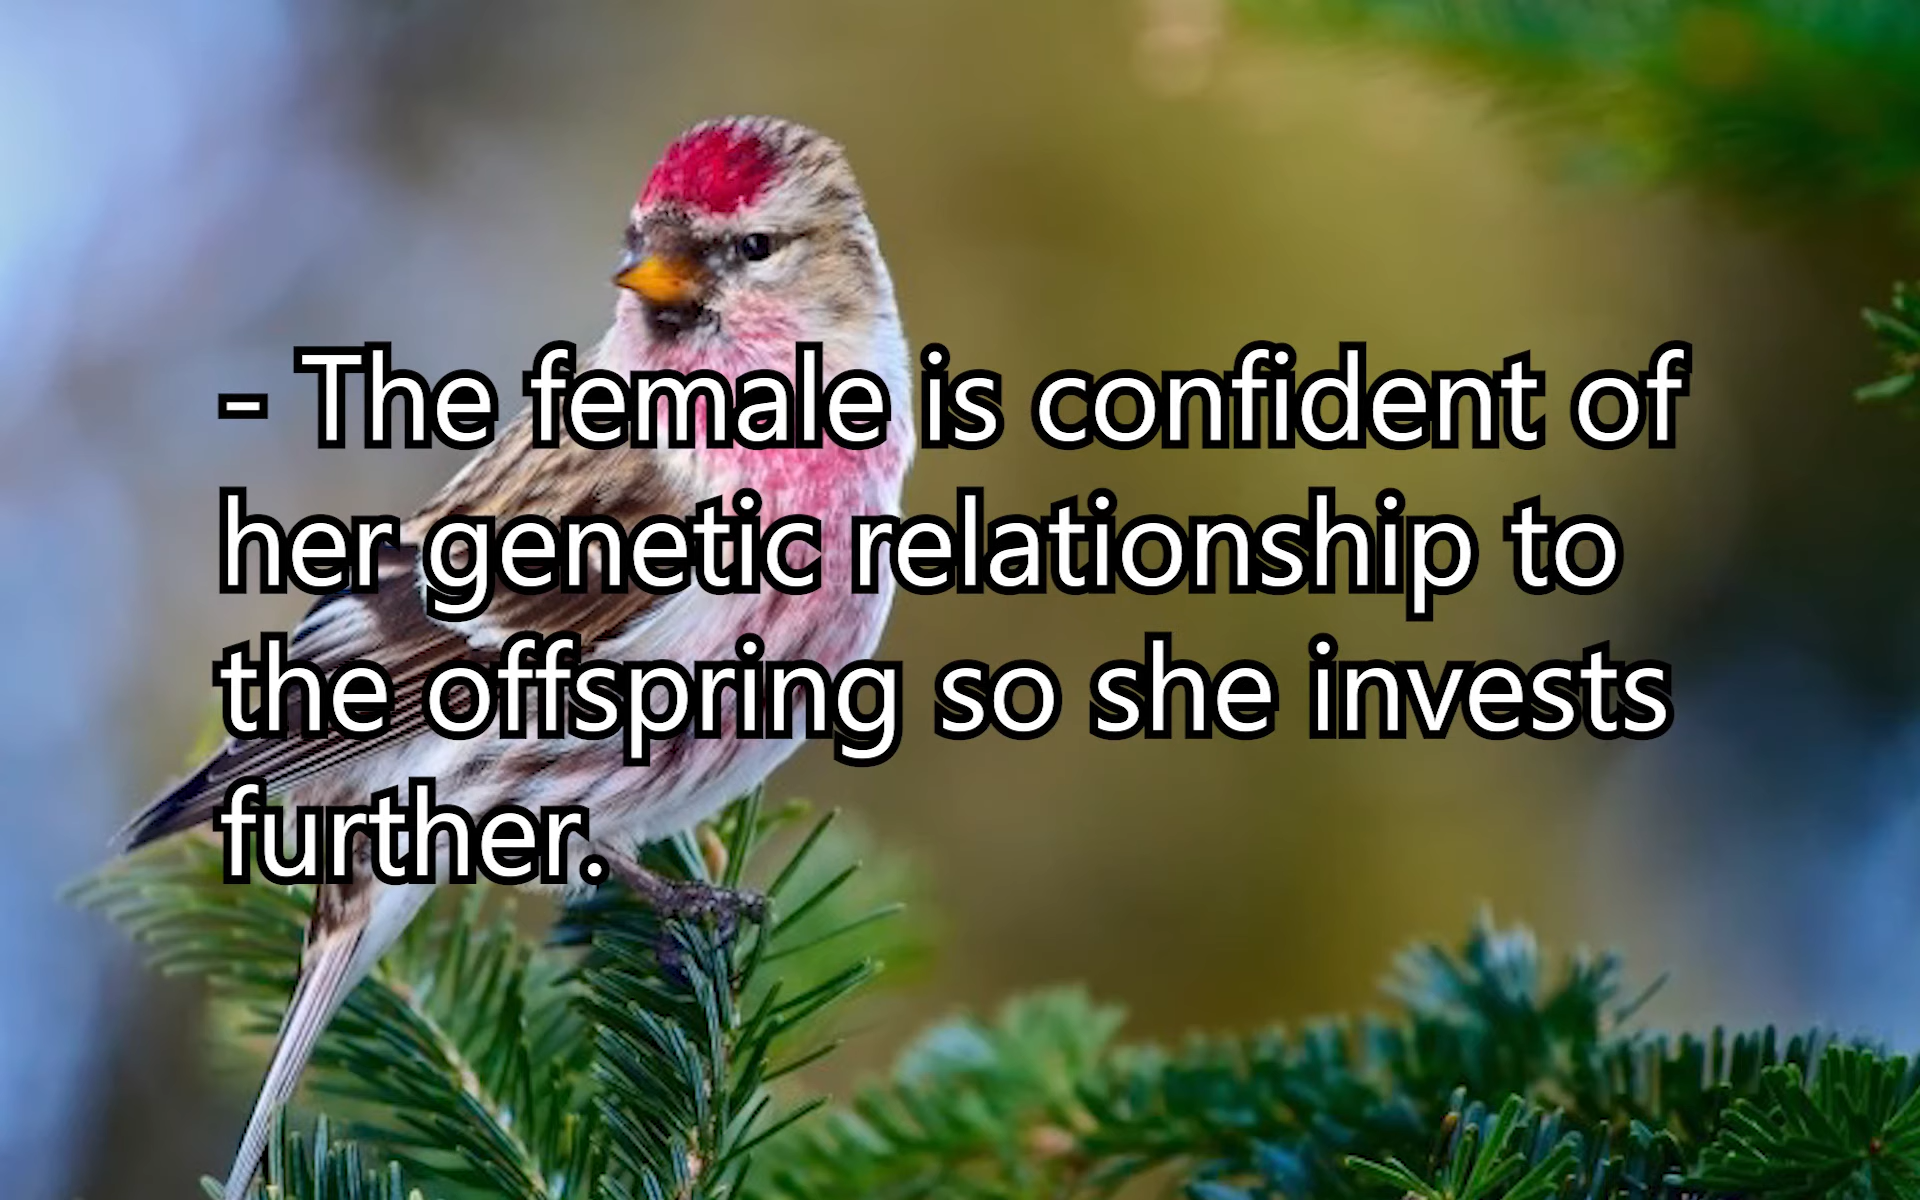 - The female is confident of
her genetic relationship to
the offspring so she invests
further.